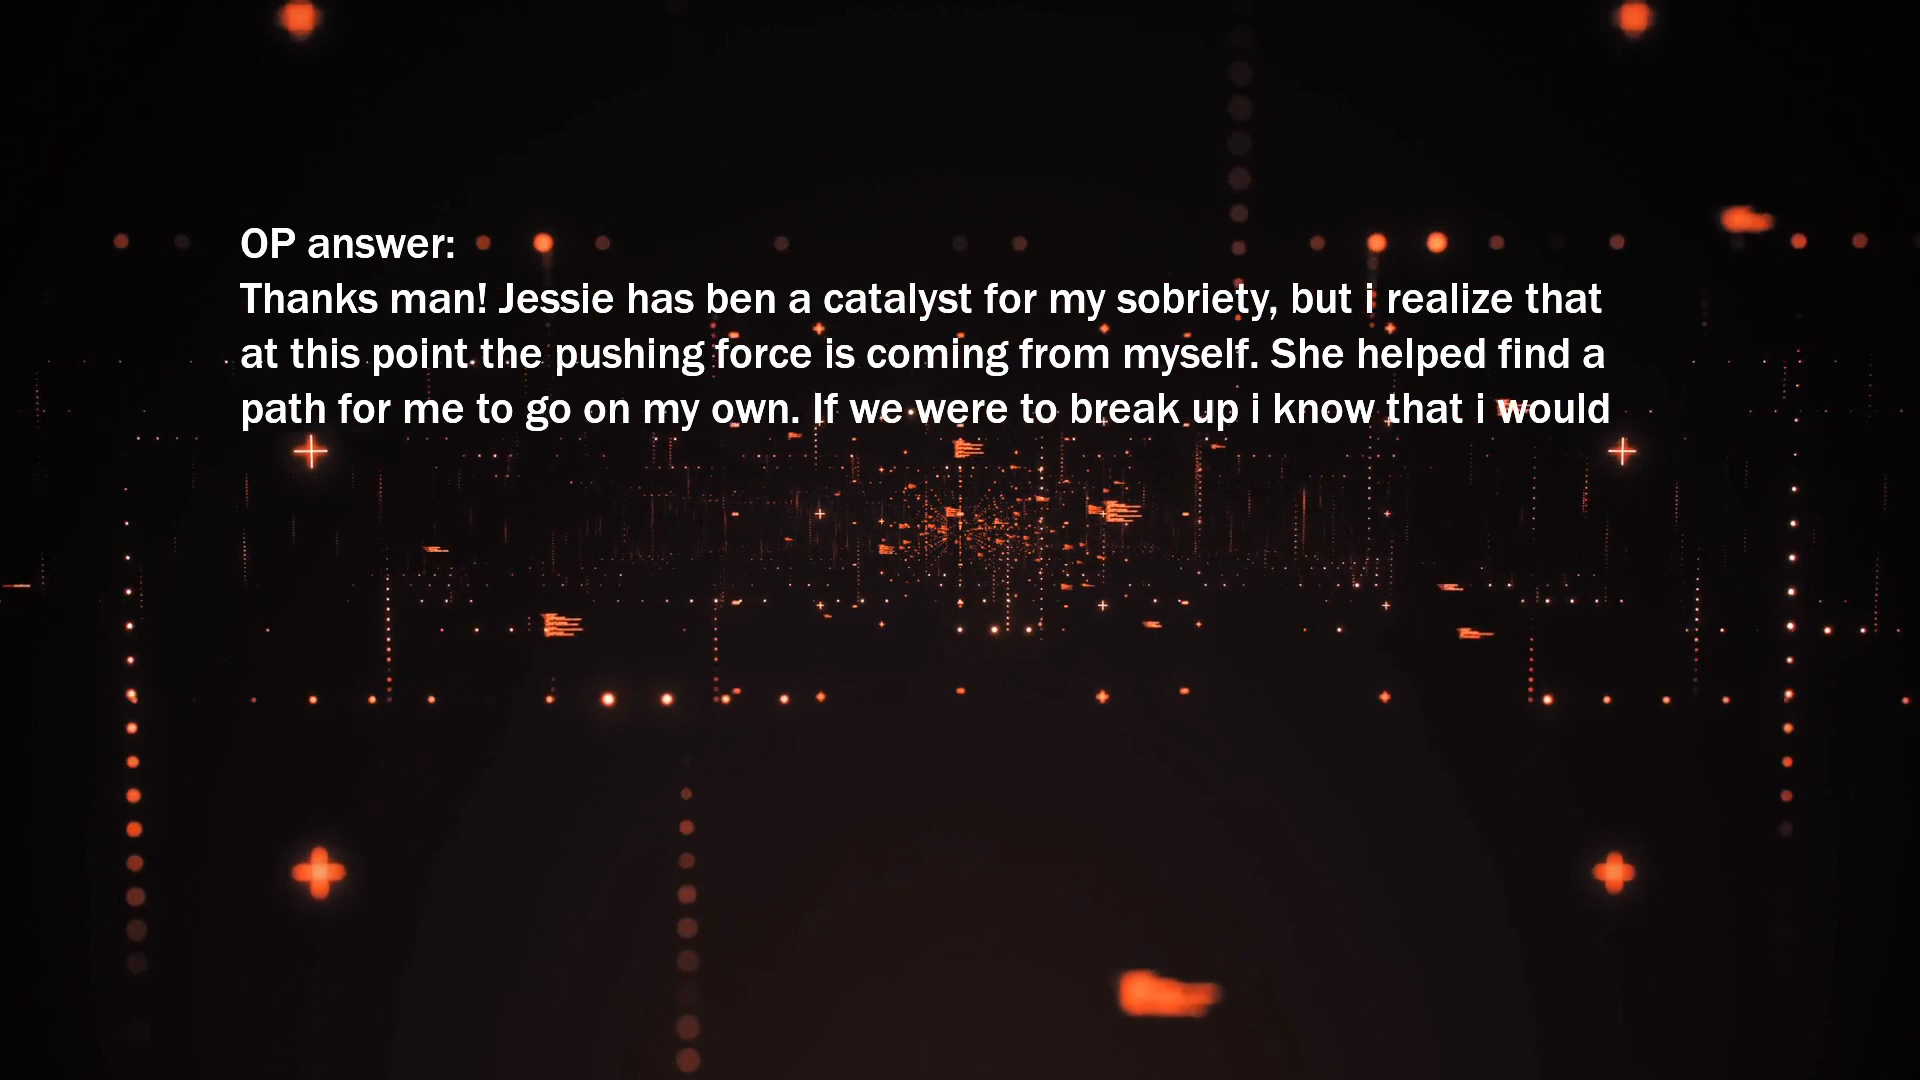 OP answer:
Thanks man! Jessie has ben a catalyst for my sobriety, but i realize that
at this point the pushing force is coming from myself. She helped find a
path for me to go on my own. If we were to break up i know that i would